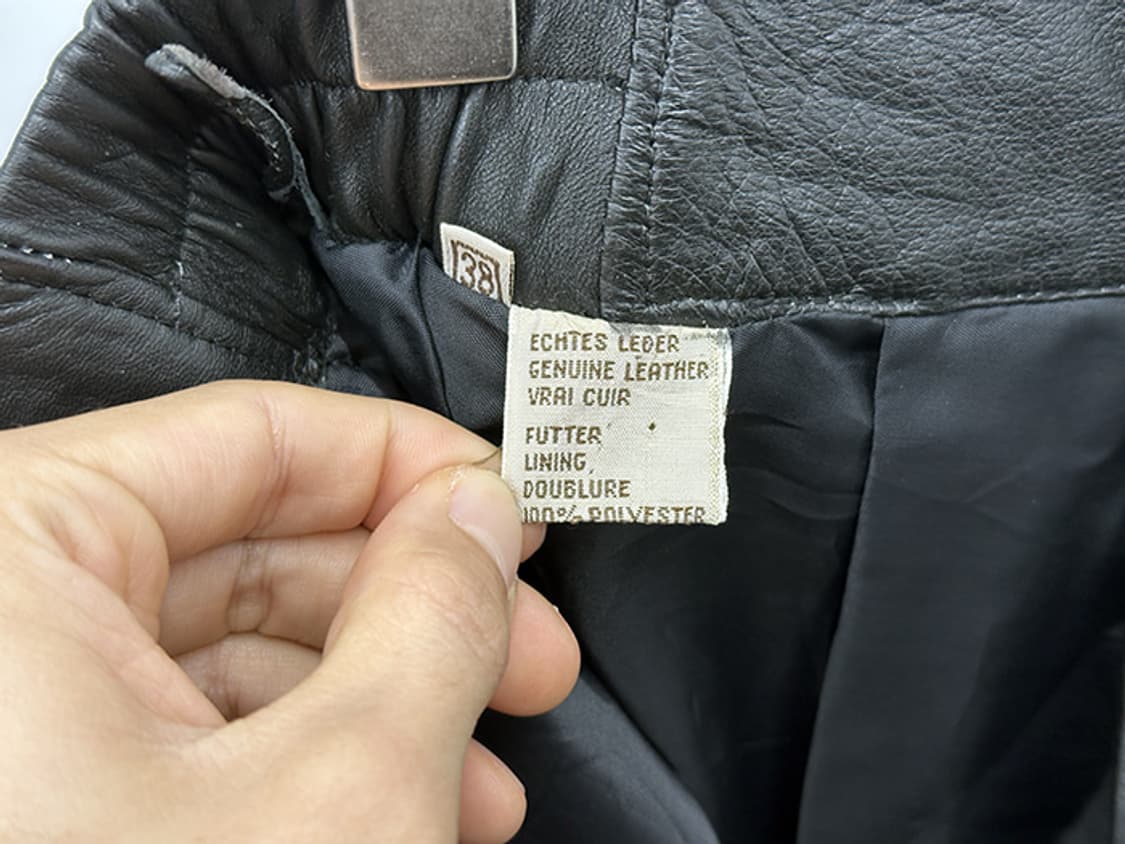 38
ECHTES LEDER
GENUINE LEATHER
VRAI CUIR
FUTTER
LINING
DOUBLURE
100% POLYESTER